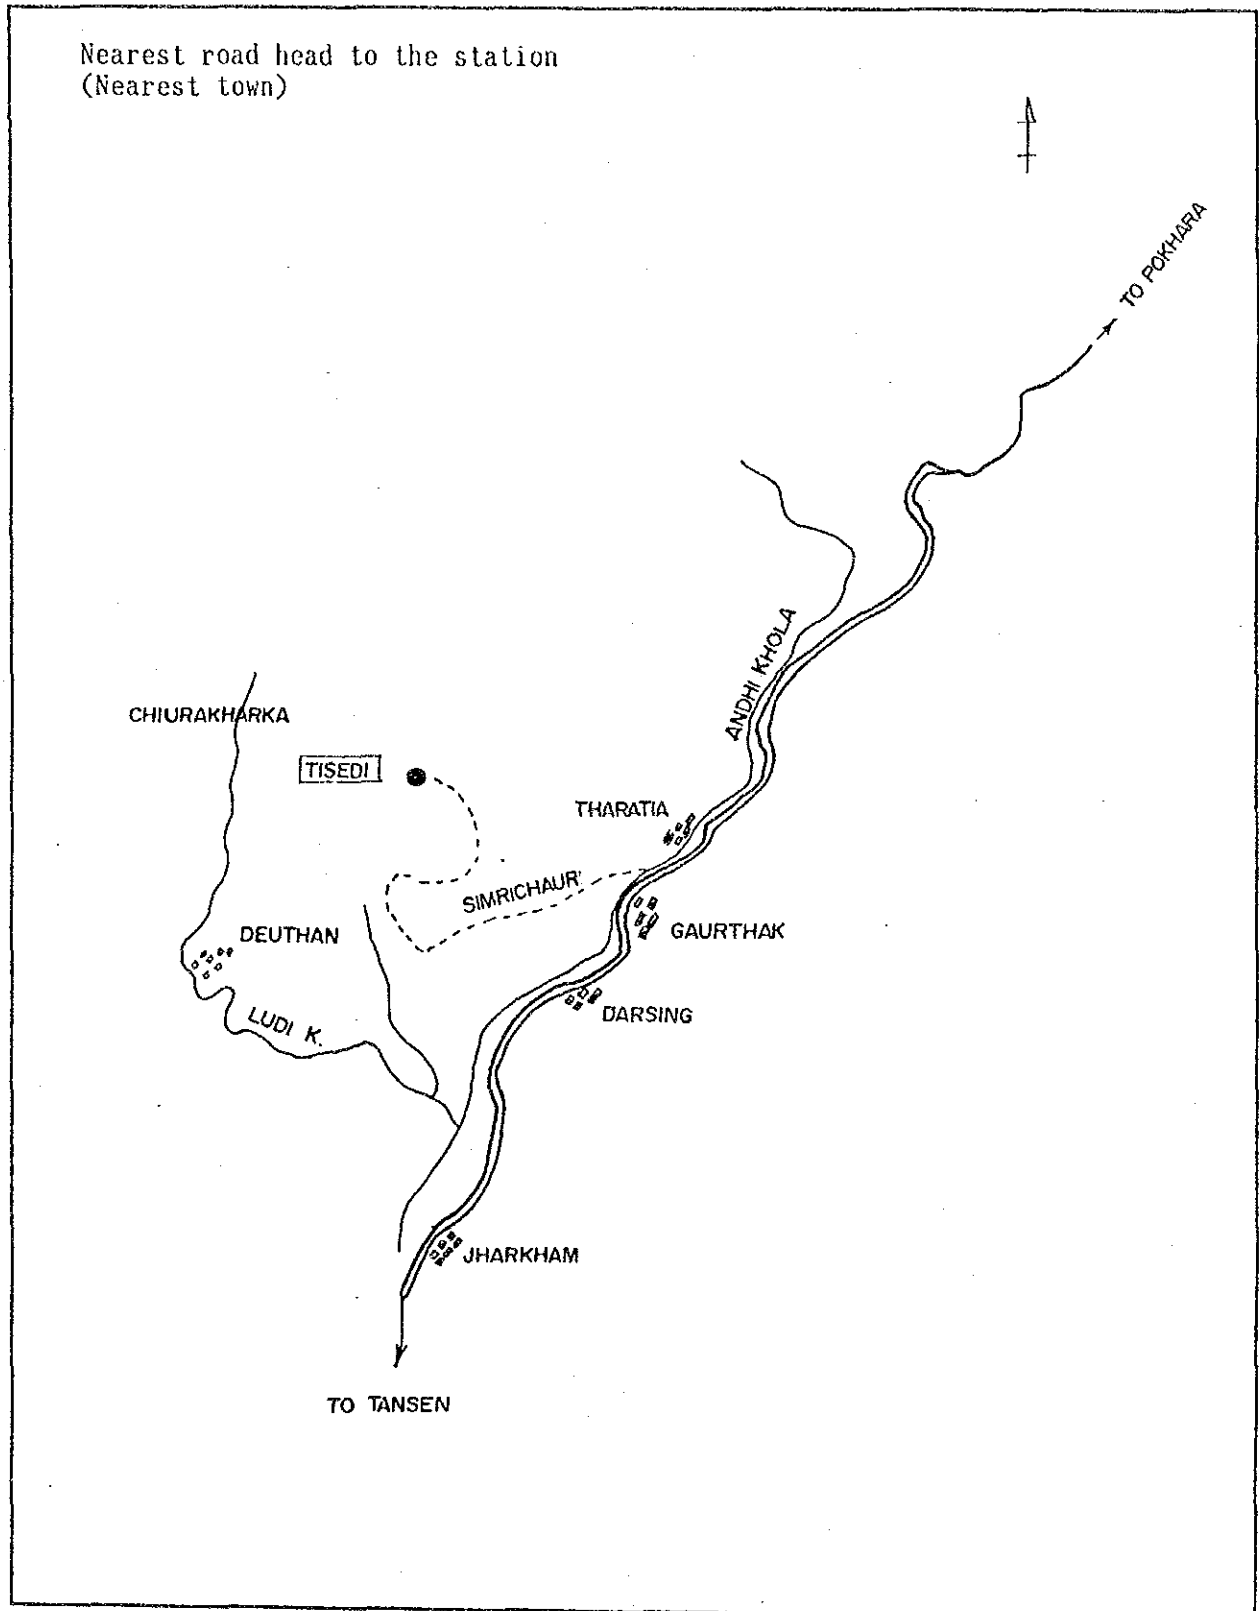 Nearest road head to the station
(Nearest town)
TO POKHARA
ANDHI KHOLA
CHIURAKHARKA
TISEDI
THARATIA
SIMRICHAUR
GAURTHAK
DEUTHAN
DARSING
LUDI K.
JHARKHAM
TO TANSEN